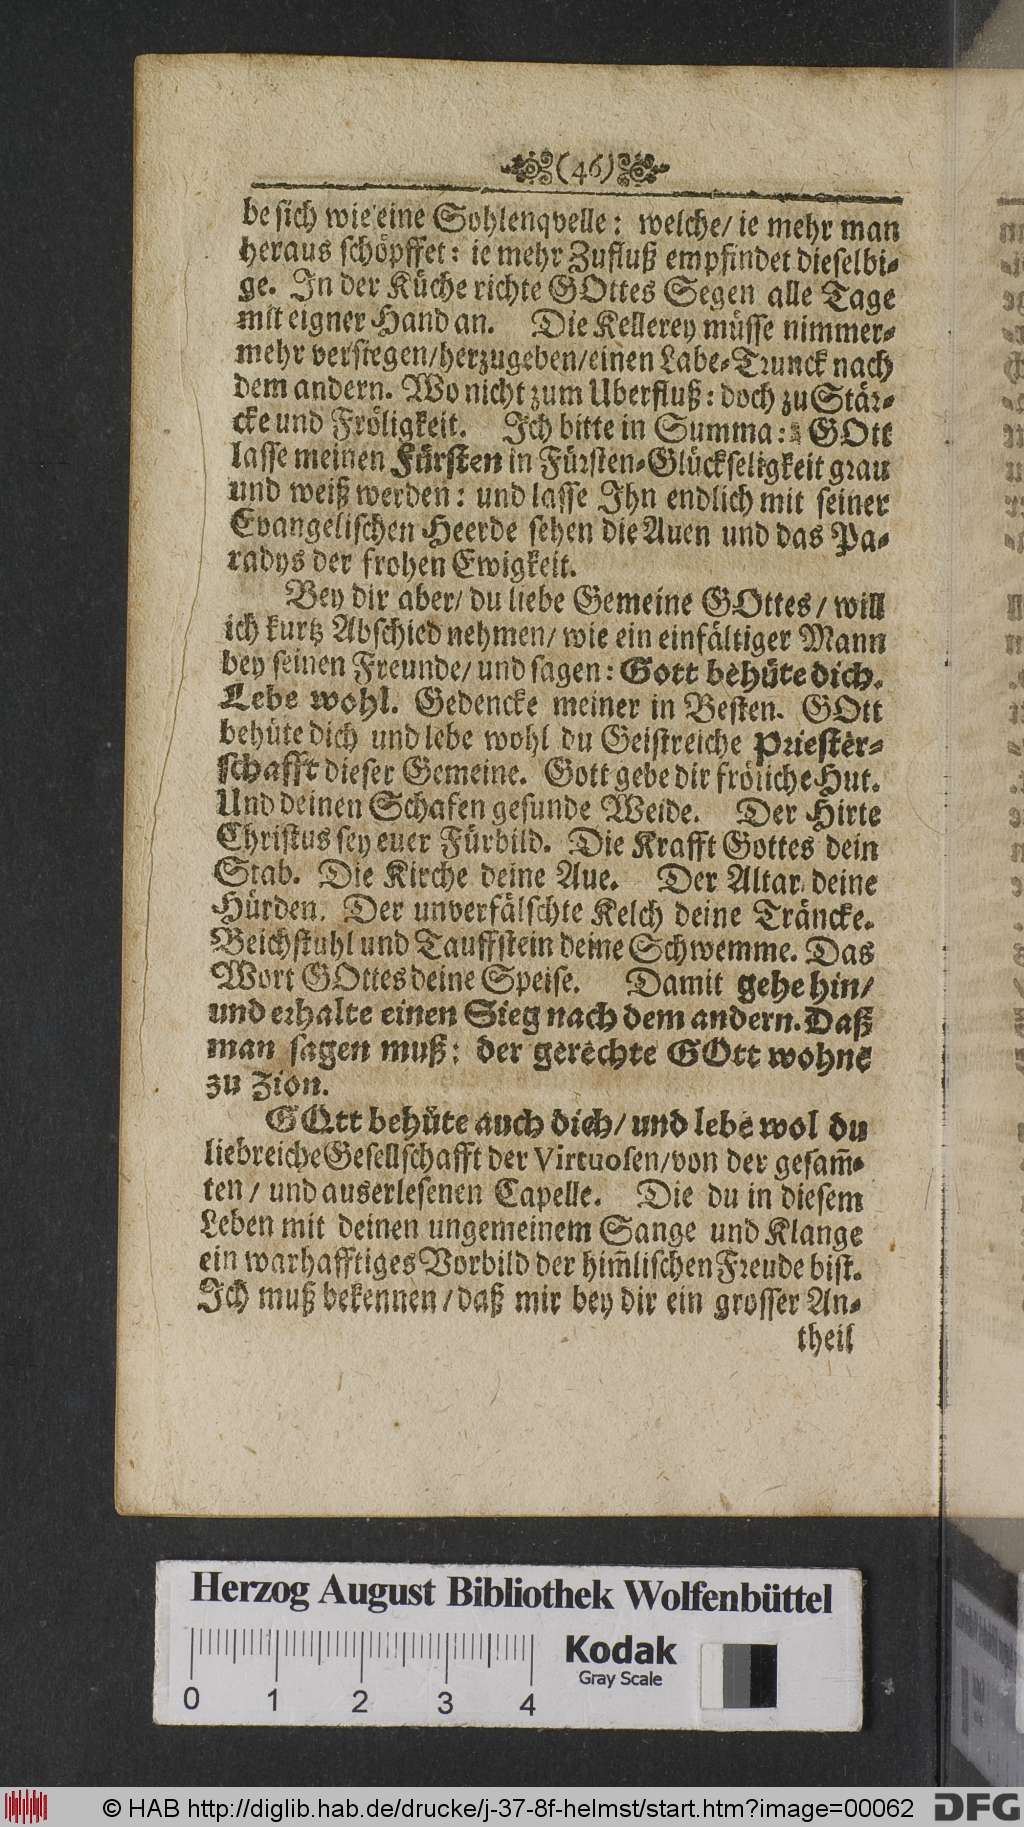 (46)
be sich wie eine Sohlenqvelle: welche/ ie mehr man
heraus schöpffet: ie mehr Zufluß empfindet dieselbi-
ge. In der Küche richte GOttes Segen alle Tage
mit eigner Hand an. Die Kellerey müsse nimmer-
mehr versiegen/herzugeben/einen Labe-Trunck nach
dem andern. Wo nicht zum Uberfluß: doch zu Stär-
cke und Fröligkeit. Ich bitte in Summa: GOtt
lasse meinen Fürsten in Fürsten-Glückseligkeit grau
und weiß werden: und lasse Ihn endlich mit seiner
Evangelischen Heerde sehen die Auen und das Pa-
radys der frohen Ewigkeit.
Bey dir aber/ du liebe Gemeine GOttes/ will
ich kurtz Abschied nehmen/ wie ein einfältiger Mann
bey seinen Freunde/ und sagen: Gott behüte dich.
Lebe wohl. Gedencke meiner in Besten. GOtt
behüte dich und lebe wohl du Geistreiche Priester-
schafft dieser Gemeine. Gott gebe dir fröliche Hut.
Und deinen Schafen gesunde Weide. Der Hirte
Christus sey euer Fürbild. Die Krafft Gottes dein
Stab. Die Kirche deine Aue. Der Altar deine
Hürden. Der unverfälschte Kelch deine Träncke.
Beichstuhl und Tauffstein deine Schwemme. Das
Wort GOttes deine Speise. Damit gehe hin/
und erhalte einen Sieg nach dem andern. Daß
man sagen muß: der gerechte GOtt wohne
zu Zion.
GOtt behüte auch dich/ und lebe wol du
liebreiche Gesellschafft der Virtuosen/von der gesam̃-
ten/ und auserlesenen Capelle. Die du in diesem
Leben mit deinen ungemeinem Sange und Klange
ein warhafftiges Vorbild der him̃lischen Freude bist.
Ich muß bekennen/daß mir bey dir ein grosser An-
theil
Herzog August Bibliothek Wolfenbüttel
Kodak
Gray Scale
0 1 2 3 4
© HAB http://diglib.hab.de/drucke/j-37-8f-helmst/start.htm?image=00062
DFG